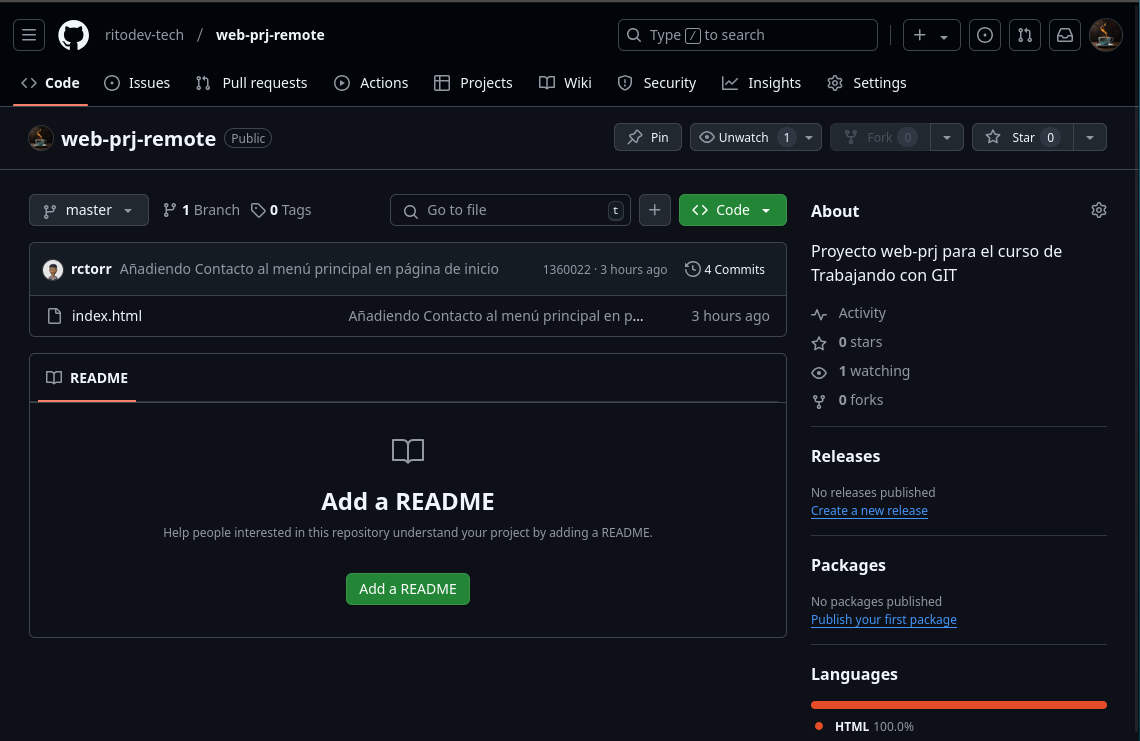 ritodev-tech / web-prj-remote
Type / to search
Code Issues Pull requests Actions Projects Wiki Security Insights Settings
web-prj-remote Public
Pin Unwatch 1 Fork 0 Star 0
master 1 Branch 0 Tags
Go to file t
Code
rctorr Añadiendo Contacto al menú principal en página de inicio 1360022 · 3 hours ago 4 Commits
index.html Añadiendo Contacto al menú principal en p... 3 hours ago
README
Add a README
Help people interested in this repository understand your project by adding a README.
Add a README
About
Proyecto web-prj para el curso de
Trabajando con GIT
Activity
0 stars
1 watching
0 forks
Releases
No releases published
Create a new release
Packages
No packages published
Publish your first package
Languages
HTML 100.0%